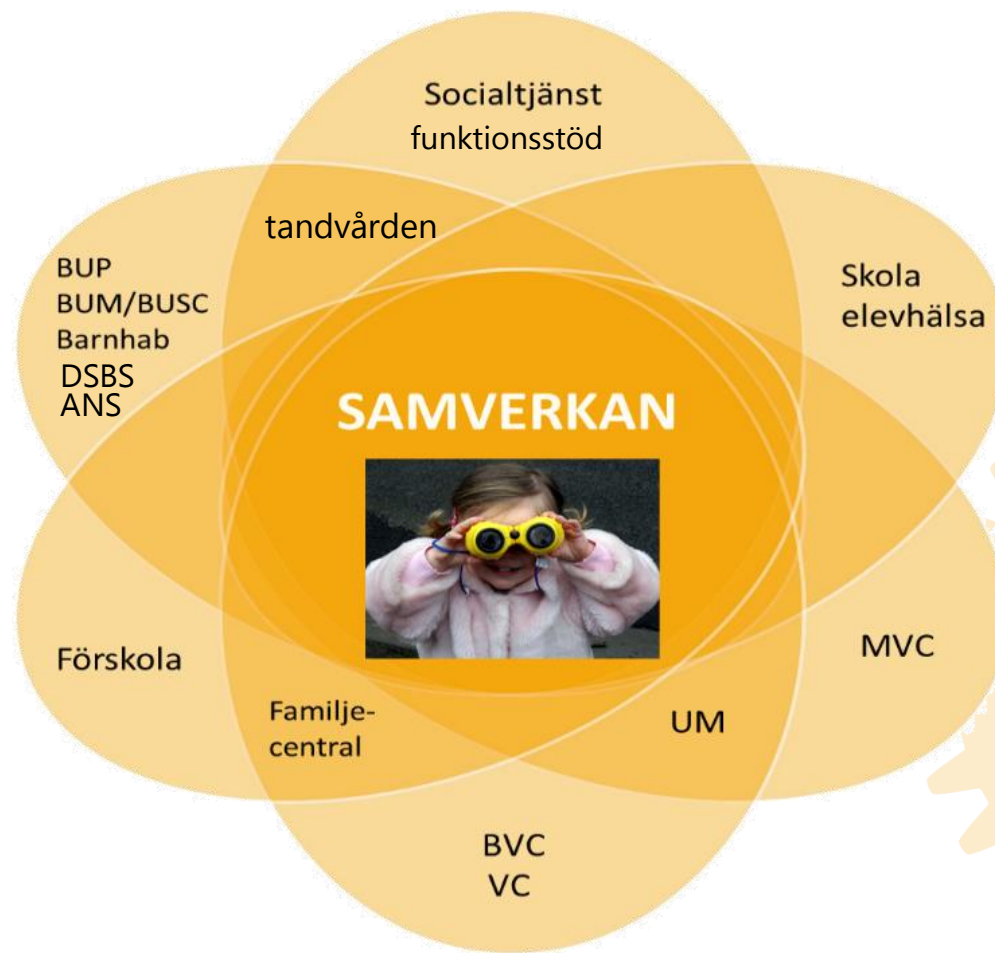 Socialtjänst
funktionsstöd
tandvården
BUP
BUM/BUSC
Barnhab
DSBS
ANS
Skola
elevhälsa
SAMVERKAN
Förskola
MVC
Familje-
central
UM
BVC
VC